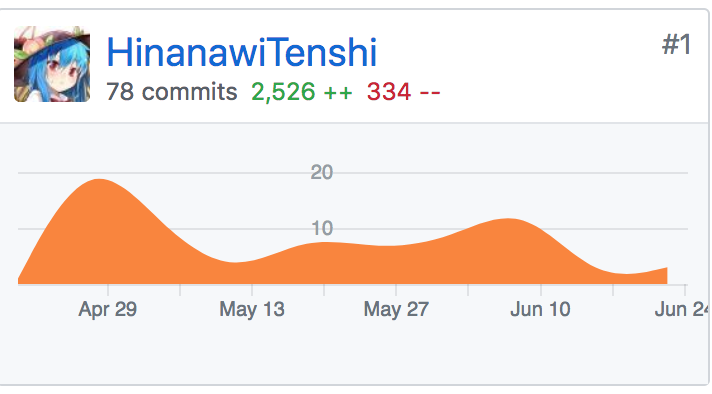 HinanawiTenshi
#1
78 commits 2,526 ++ 334 --
20
10
Apr 29 May 13 May 27 Jun 10 Jun 24